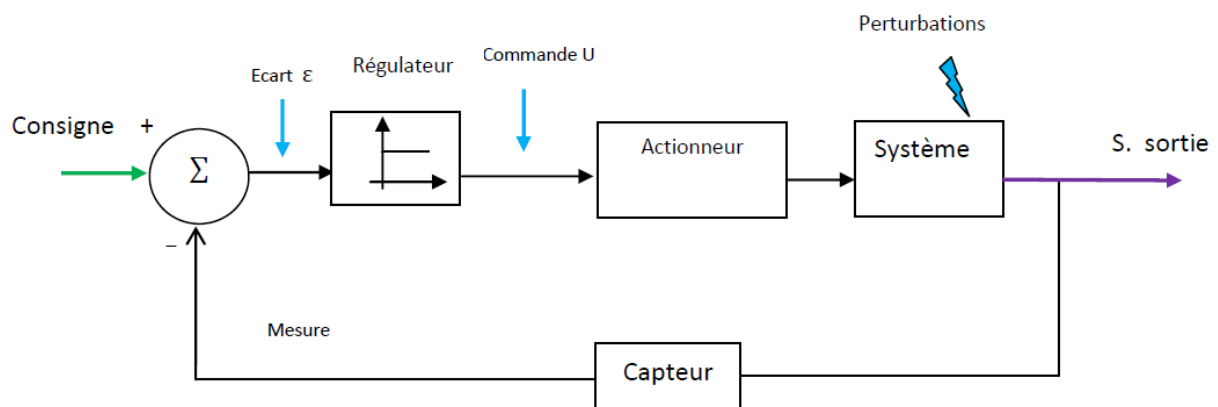 Perturbations
Ecart ε
Régulateur
Commande U
Consigne +
Σ
Actionneur
Système
S. sortie
−
Mesure
Capteur